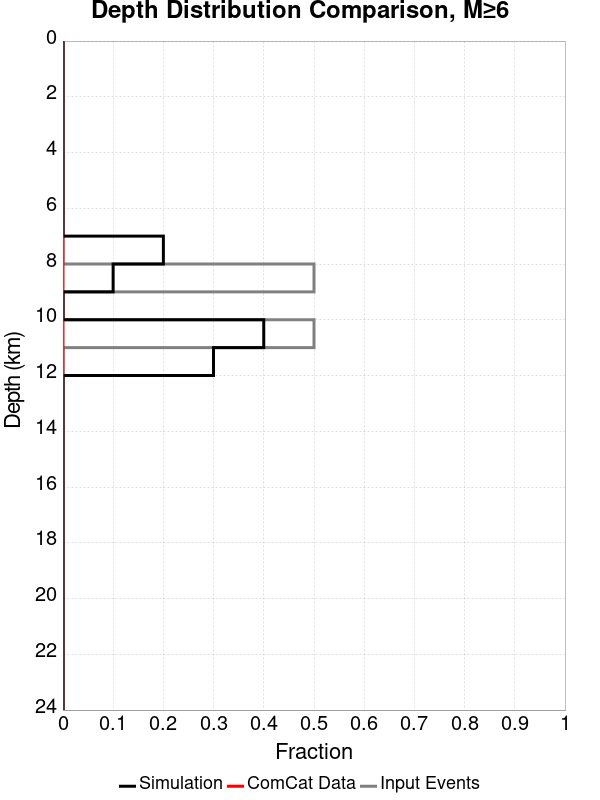 Depth Distribution Comparison, M≥6
0
2
4
6
8
10
12
14
16
18
20
22
24
Depth (km)
0 0.1 0.2 0.3 0.4 0.5 0.6 0.7 0.8 0.9 1
Fraction
Simulation ComCat Data Input Events